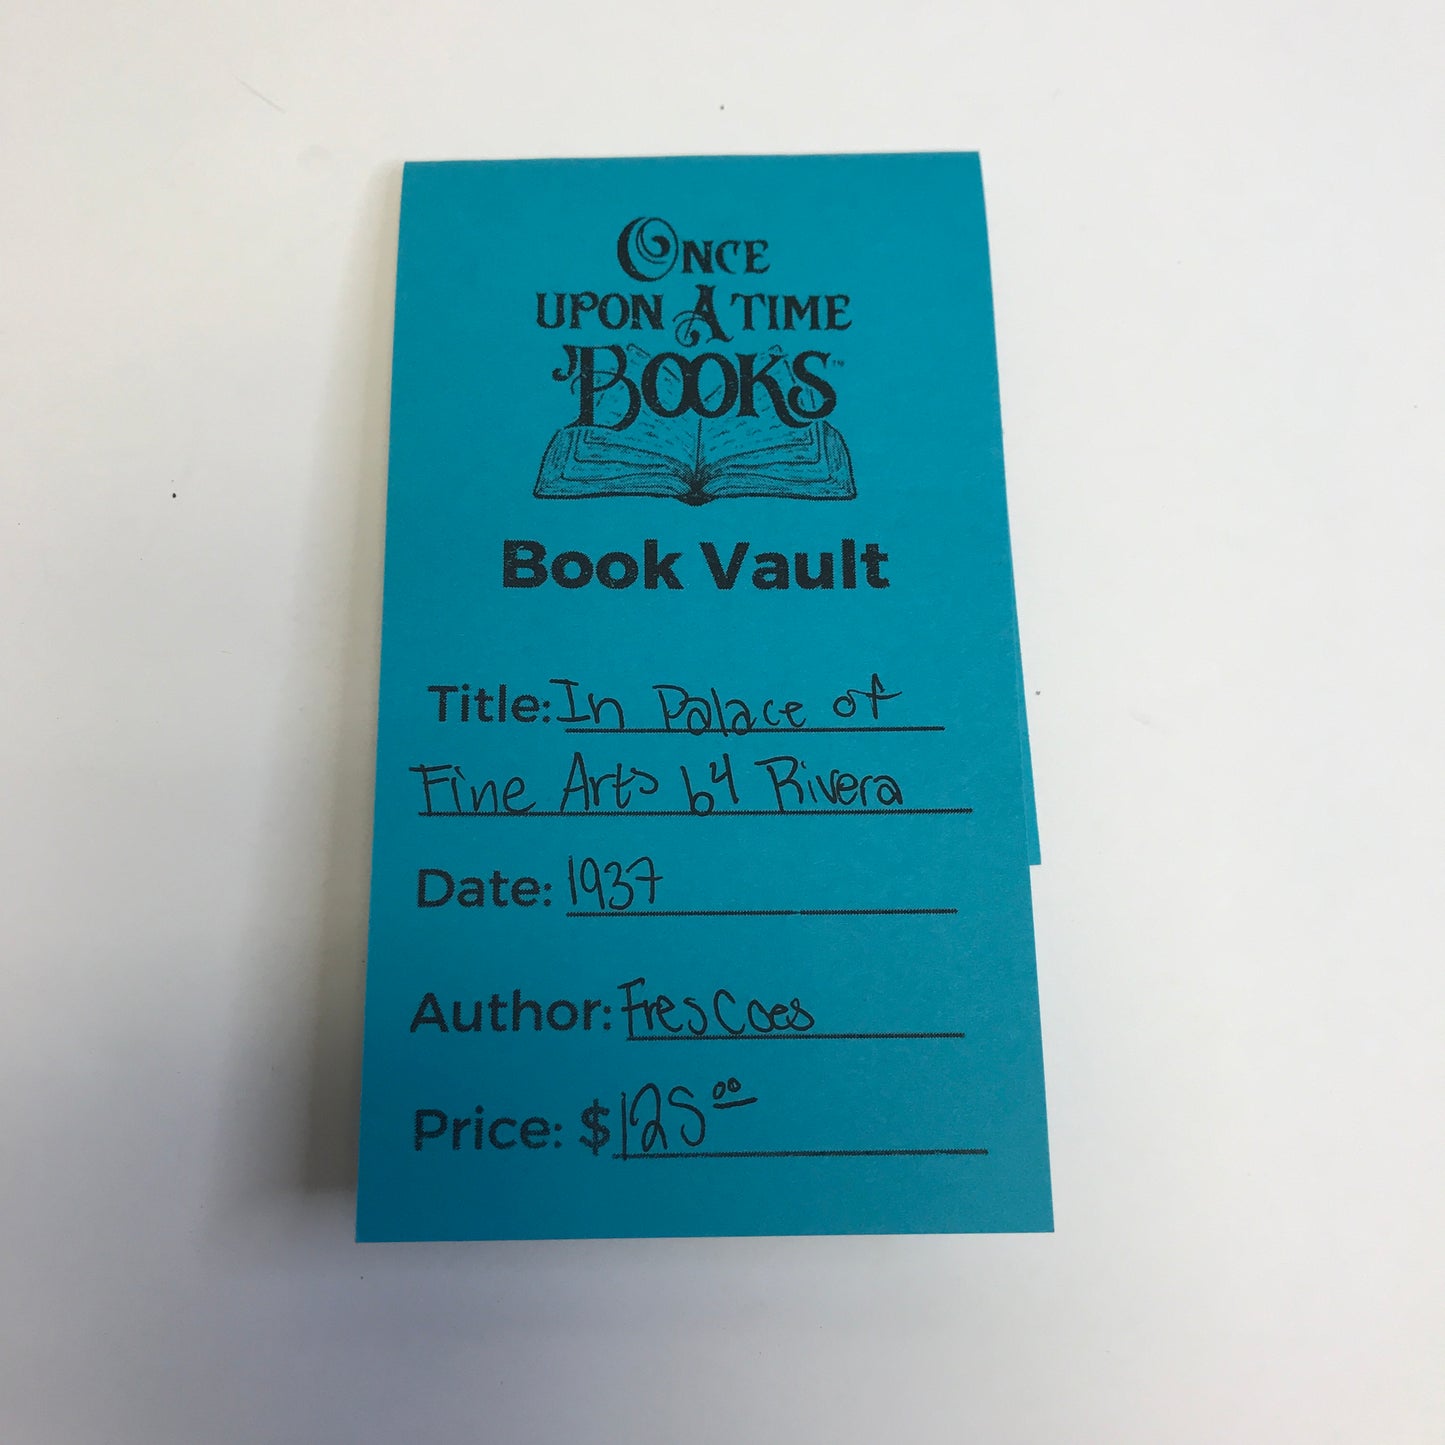 ONCE
UPON A TIME
BOOKS™
Book Vault
Title: In Palace of
Fine Arts by Rivera
Date: 1937
Author: Frescoes
Price: $125.00